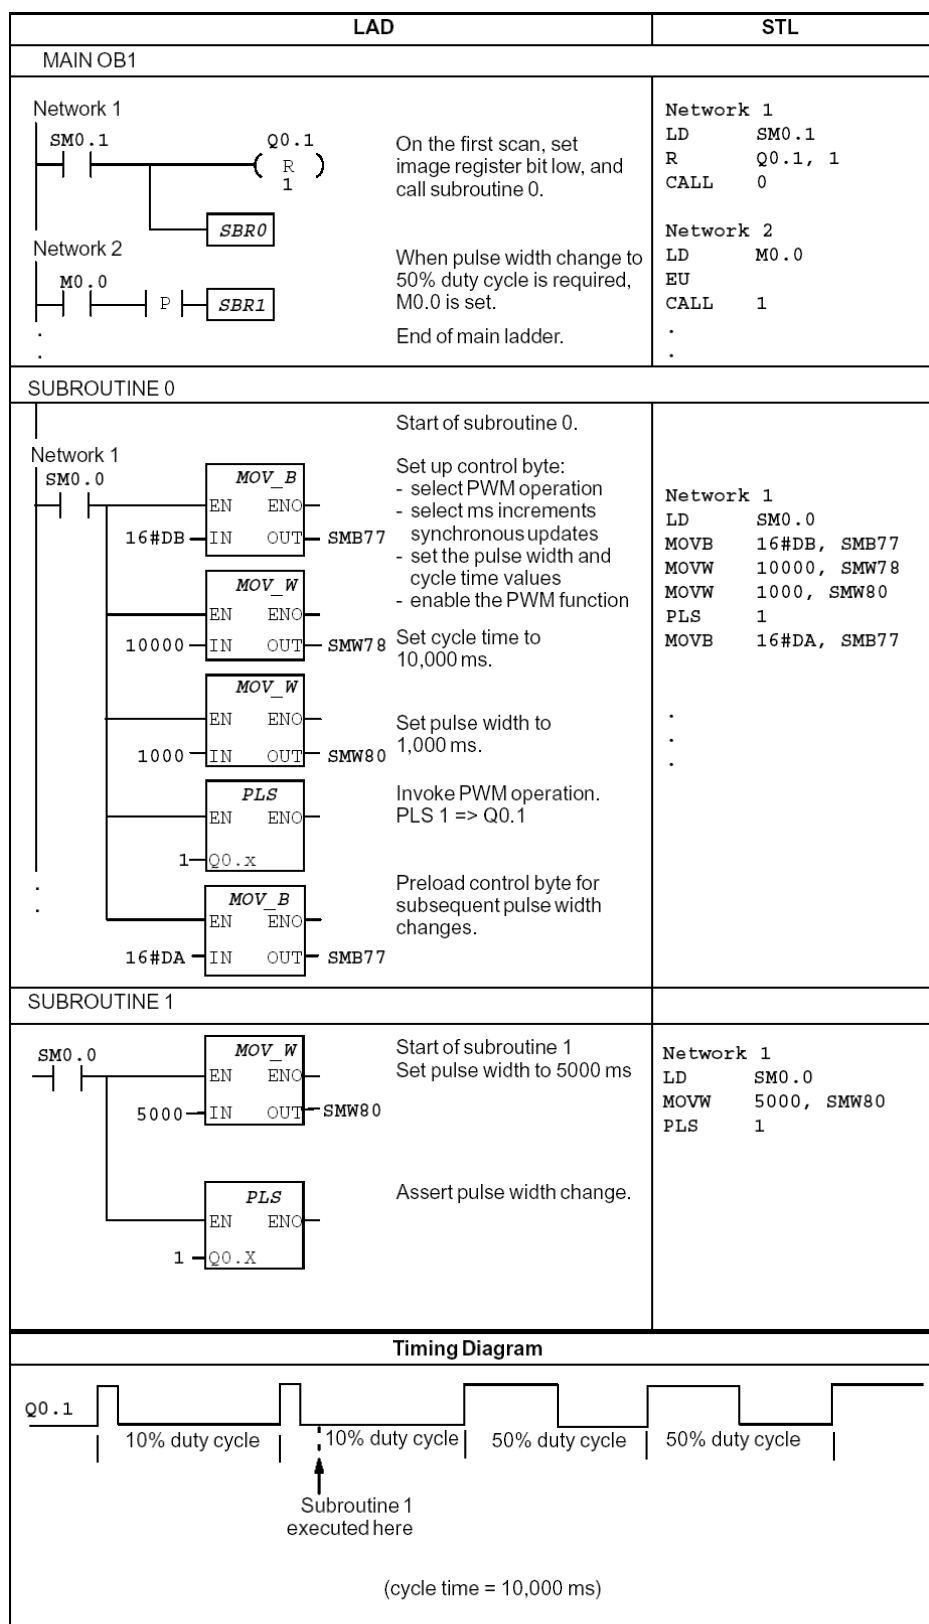 LAD STL
MAIN OB1
Network 1
SM0.1 Q0.1
R
1
SBR0
On the first scan, set
image register bit low, and
call subroutine 0.
Network 2
M0.0
P SBR1
When pulse width change to
50% duty cycle is required,
M0.0 is set.
End of main ladder.
.
.
Network 1
LD SM0.1
R Q0.1, 1
CALL 0
Network 2
LD M0.0
EU
CALL 1
.
.
SUBROUTINE 0
Start of subroutine 0.
Network 1
SM0.0
MOV_B
EN ENO
16#DB IN OUT SMB77
Set up control byte:
- select PWM operation
- select ms increments
synchronous updates
- set the pulse width and
cycle time values
- enable the PWM function
MOV_W
EN ENO
10000 IN OUT SMW78
Set cycle time to
10,000 ms.
MOV_W
EN ENO
1000 IN OUT SMW80
Set pulse width to
1,000 ms.
PLS
EN ENO
1 Q0.x
Invoke PWM operation.
PLS 1 => Q0.1
.
.
MOV_B
EN ENO
16#DA IN OUT SMB77
Preload control byte for
subsequent pulse width
changes.
Network 1
LD SM0.0
MOVB 16#DB, SMB77
MOVW 10000, SMW78
MOVW 1000, SMW80
PLS 1
MOVB 16#DA, SMB77
.
.
.
SUBROUTINE 1
SM0.0
MOV_W
EN ENO
5000 IN OUT SMW80
Start of subroutine 1
Set pulse width to 5000 ms
PLS
EN ENO
1 Q0.X
Assert pulse width change.
Network 1
LD SM0.0
MOVW 5000, SMW80
PLS 1
Timing Diagram
Q0.1
10% duty cycle 10% duty cycle 50% duty cycle 50% duty cycle
Subroutine 1
executed here
(cycle time = 10,000 ms)